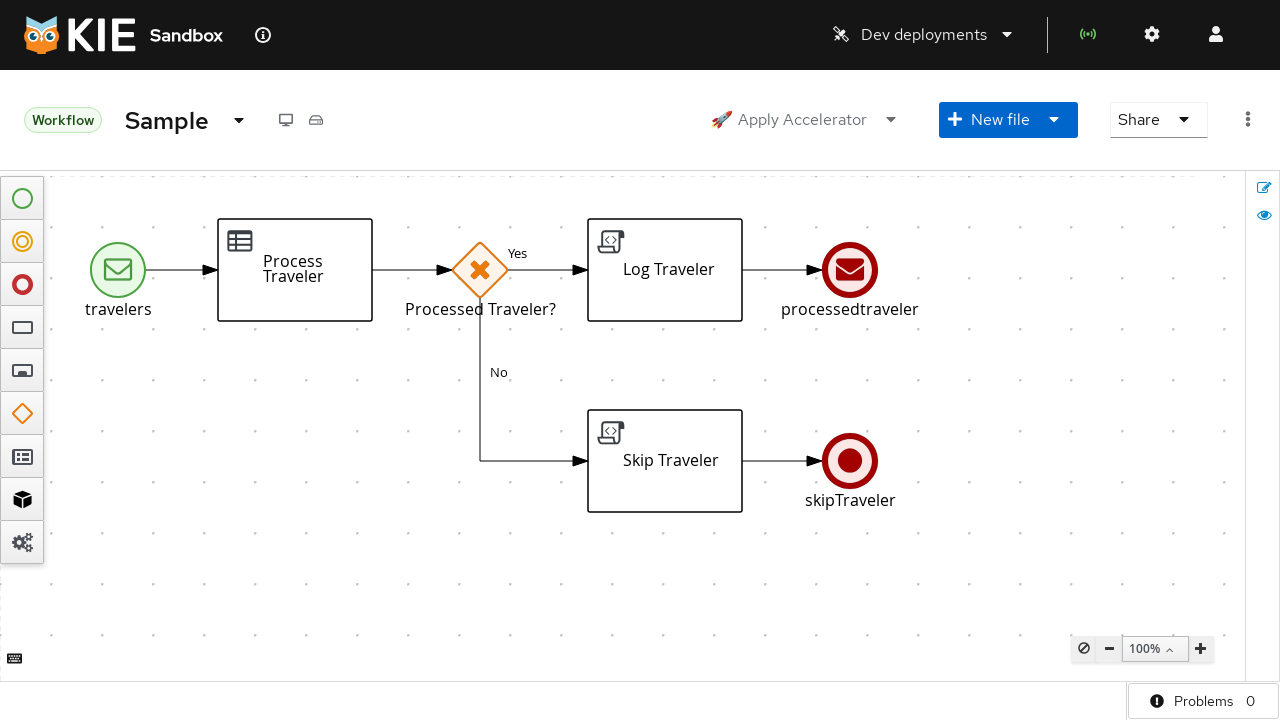 KIE Sandbox
Dev deployments
Workflow
Sample
🚀 Apply Accelerator
New file
Share
Process
Traveler
Yes
Log Traveler
travelers
Processed Traveler?
processedtraveler
No
Skip Traveler
skipTraveler
100%
Problems 0